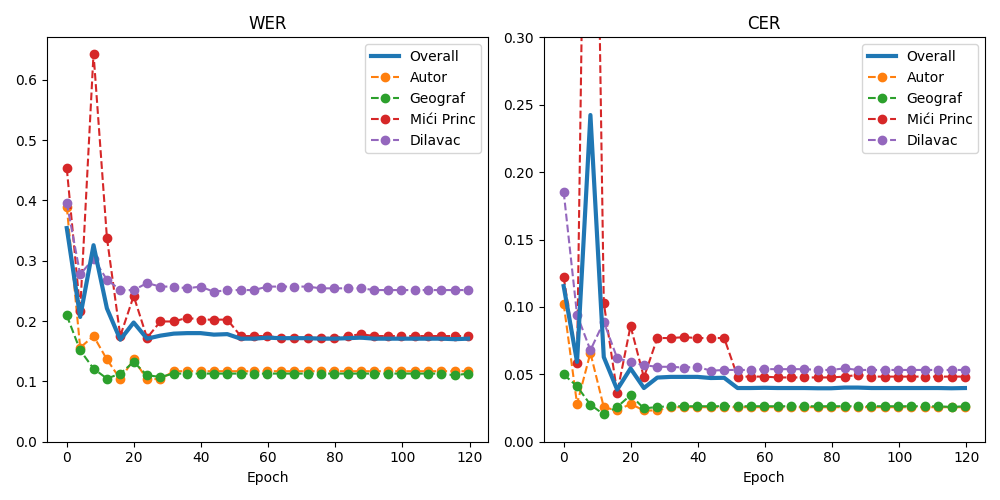 WER
0.6
0.5
0.4
0.3
0.2
0.1
0.0
0 20 40 60 80 100 120
Epoch
Overall
Autor
Geograf
Mići Princ
Dilavac
CER
0.30
0.25
0.20
0.15
0.10
0.05
0.00
0 20 40 60 80 100 120
Epoch
Overall
Autor
Geograf
Mići Princ
Dilavac